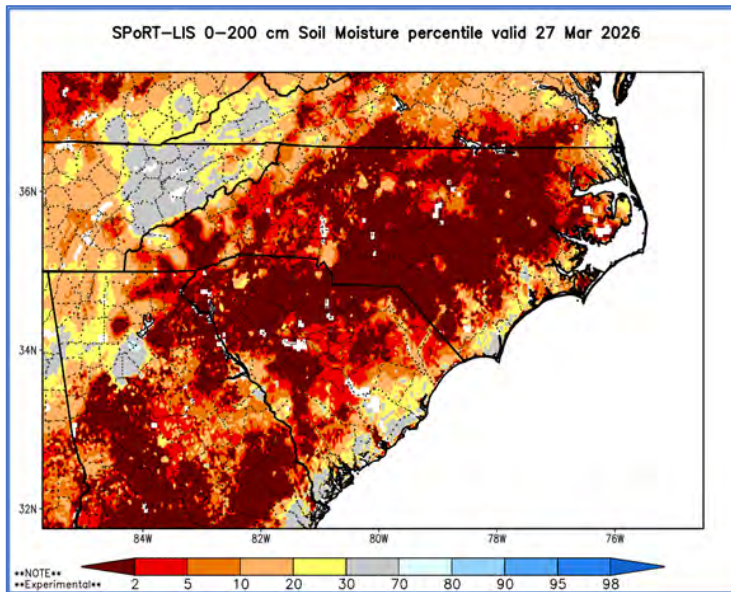 SPoRT-LIS 0-200 cm Soil Moisture percentile valid 27 Mar 2026
36N
34N
32N
84W 82W 80W 78W 76W
**NOTE**
**Experimental** 2 5 10 20 30 70 80 90 95 98